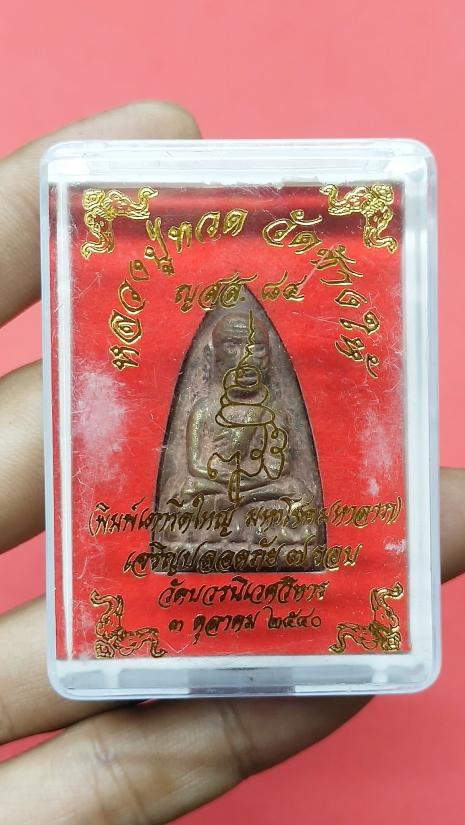 หลวงปู่ทวด วัดช้างให้
ญสส. ๘๔
(พิมพ์เตารีดใหญ่ มหาโชคมหาลาภ)
เจริญปลอดภัย ๗ รอบ
วัดบวรนิเวศวิหาร
๓ ตุลาคม ๒๕๔๐